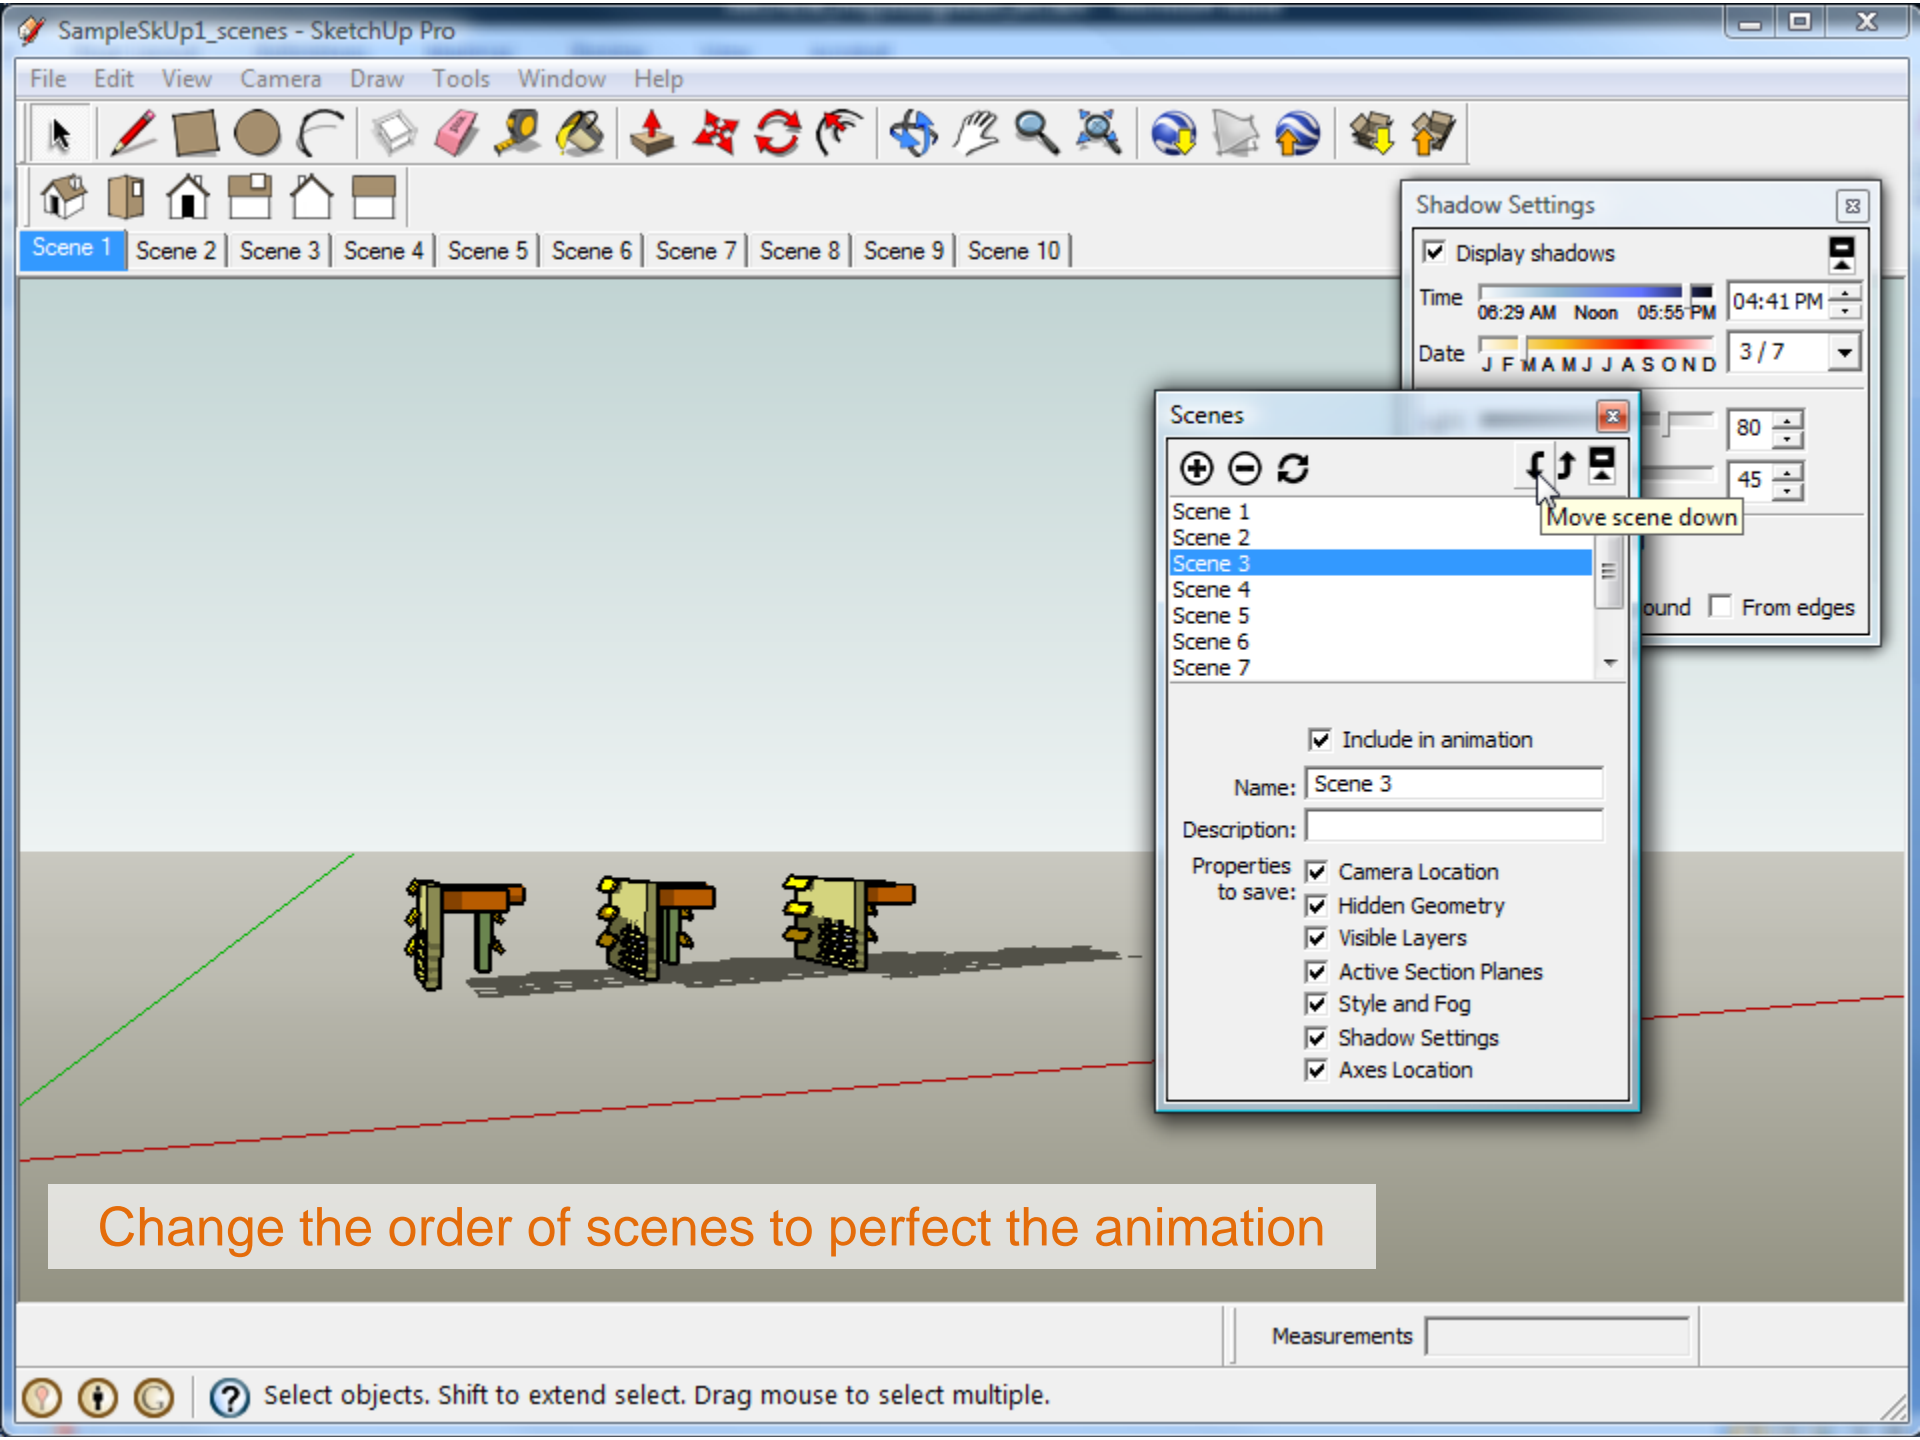 SampleSkUp1_scenes - SketchUp Pro
File Edit View Camera Draw Tools Window Help
Scene 1 Scene 2 Scene 3 Scene 4 Scene 5 Scene 6 Scene 7 Scene 8 Scene 9 Scene 10
Shadow Settings
Display shadows
Time 06:29 AM Noon 05:55 PM 04:41 PM
Date J F M A M J J A S O N D 3 / 7
80
45
From edges
Scenes
Move scene down
Scene 1
Scene 2
Scene 3
Scene 4
Scene 5
Scene 6
Scene 7
Include in animation
Name: Scene 3
Description:
Properties to save:
Camera Location
Hidden Geometry
Visible Layers
Active Section Planes
Style and Fog
Shadow Settings
Axes Location
Change the order of scenes to perfect the animation
Measurements
Select objects. Shift to extend select. Drag mouse to select multiple.